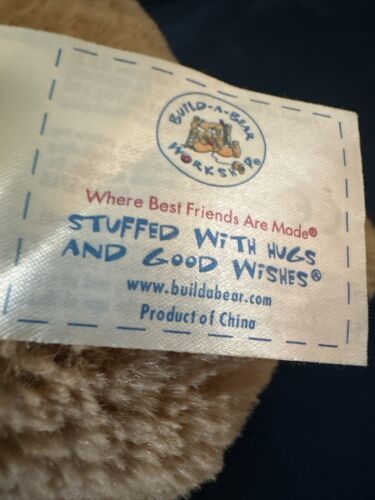 BUILD-A-BEAR
WORKSHOP®
Where Best Friends Are Made®
STUFFED WITH HUGS
AND GOOD WISHES®
www.buildabear.com
Product of China